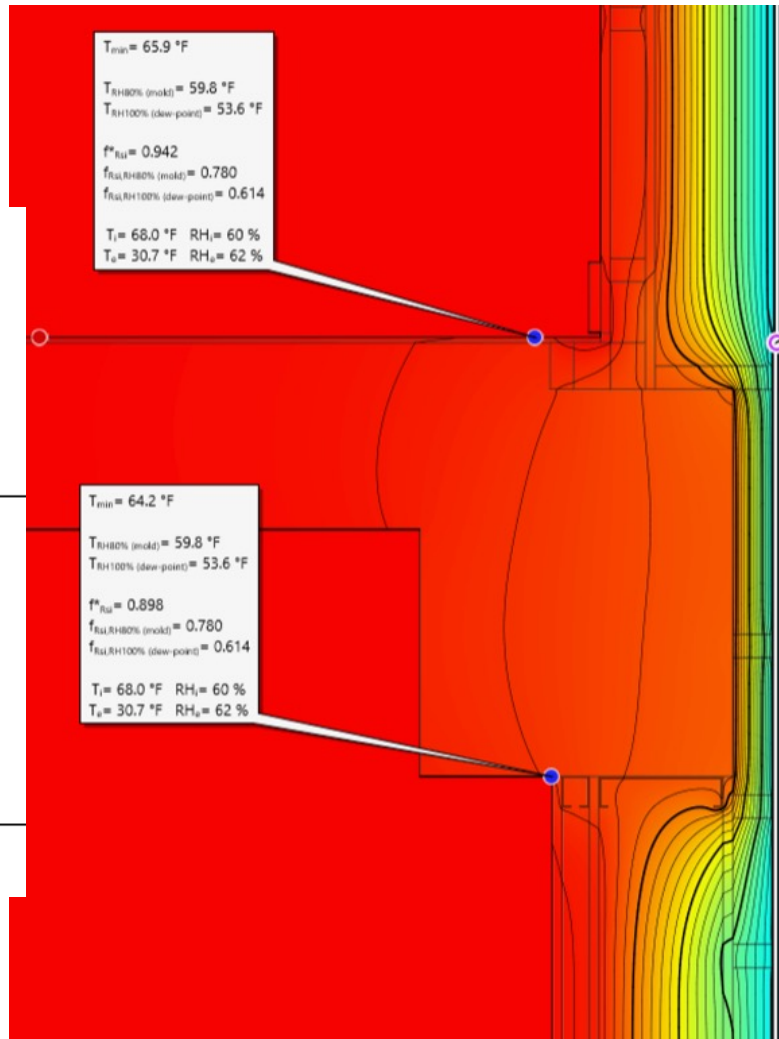 Tmin= 65.9 °F
TRH80% (mold)= 59.8 °F
TRH100% (dew-point)= 53.6 °F
f*Rsi= 0.942
fRsi,RH80% (mold)= 0.780
fRsi,RH100% (dew-point)= 0.614
Ti= 68.0 °F RHi= 60 %
Te= 30.7 °F RHe= 62 %
Tmin= 64.2 °F
TRH80% (mold)= 59.8 °F
TRH100% (dew-point)= 53.6 °F
f*Rsi= 0.898
fRsi,RH80% (mold)= 0.780
fRsi,RH100% (dew-point)= 0.614
Ti= 68.0 °F RHi= 60 %
Te= 30.7 °F RHe= 62 %